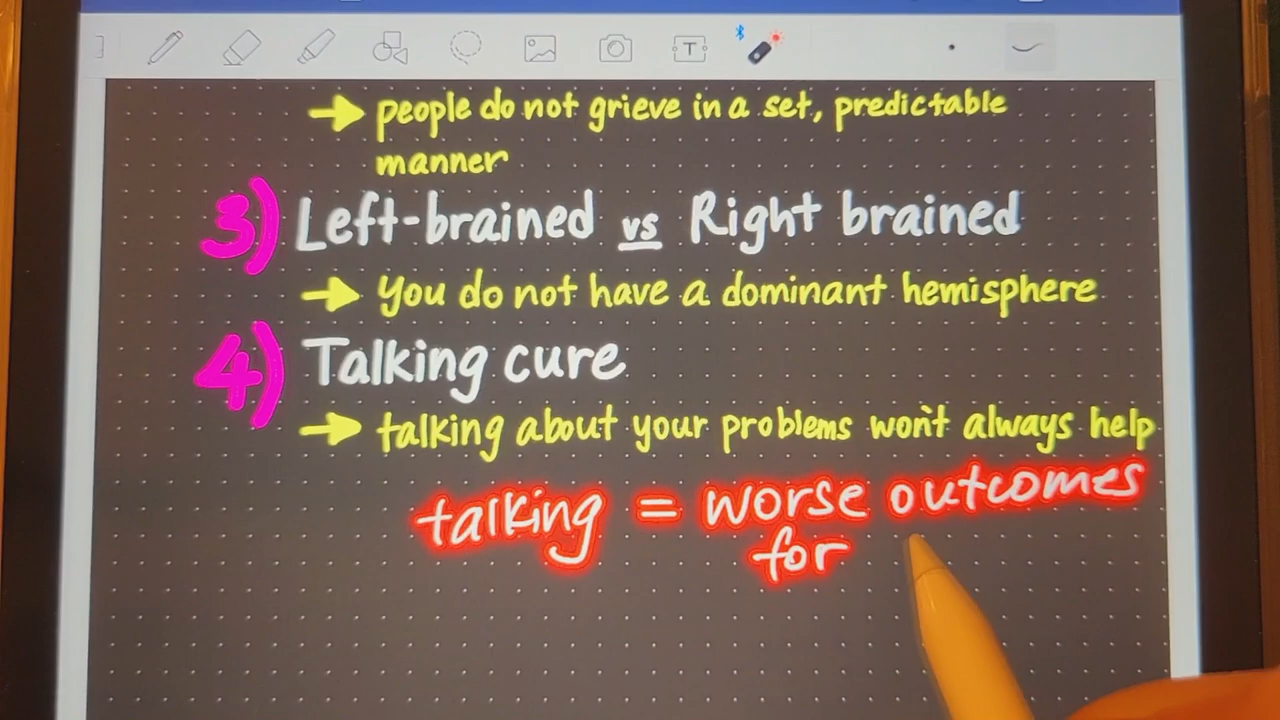 → people do not grieve in a set, predictable
manner
3) Left-brained vs Right brained
→ You do not have a dominant hemisphere
4) Talking cure
→ talking about your problems won't always help
talking = worse outcomes
for